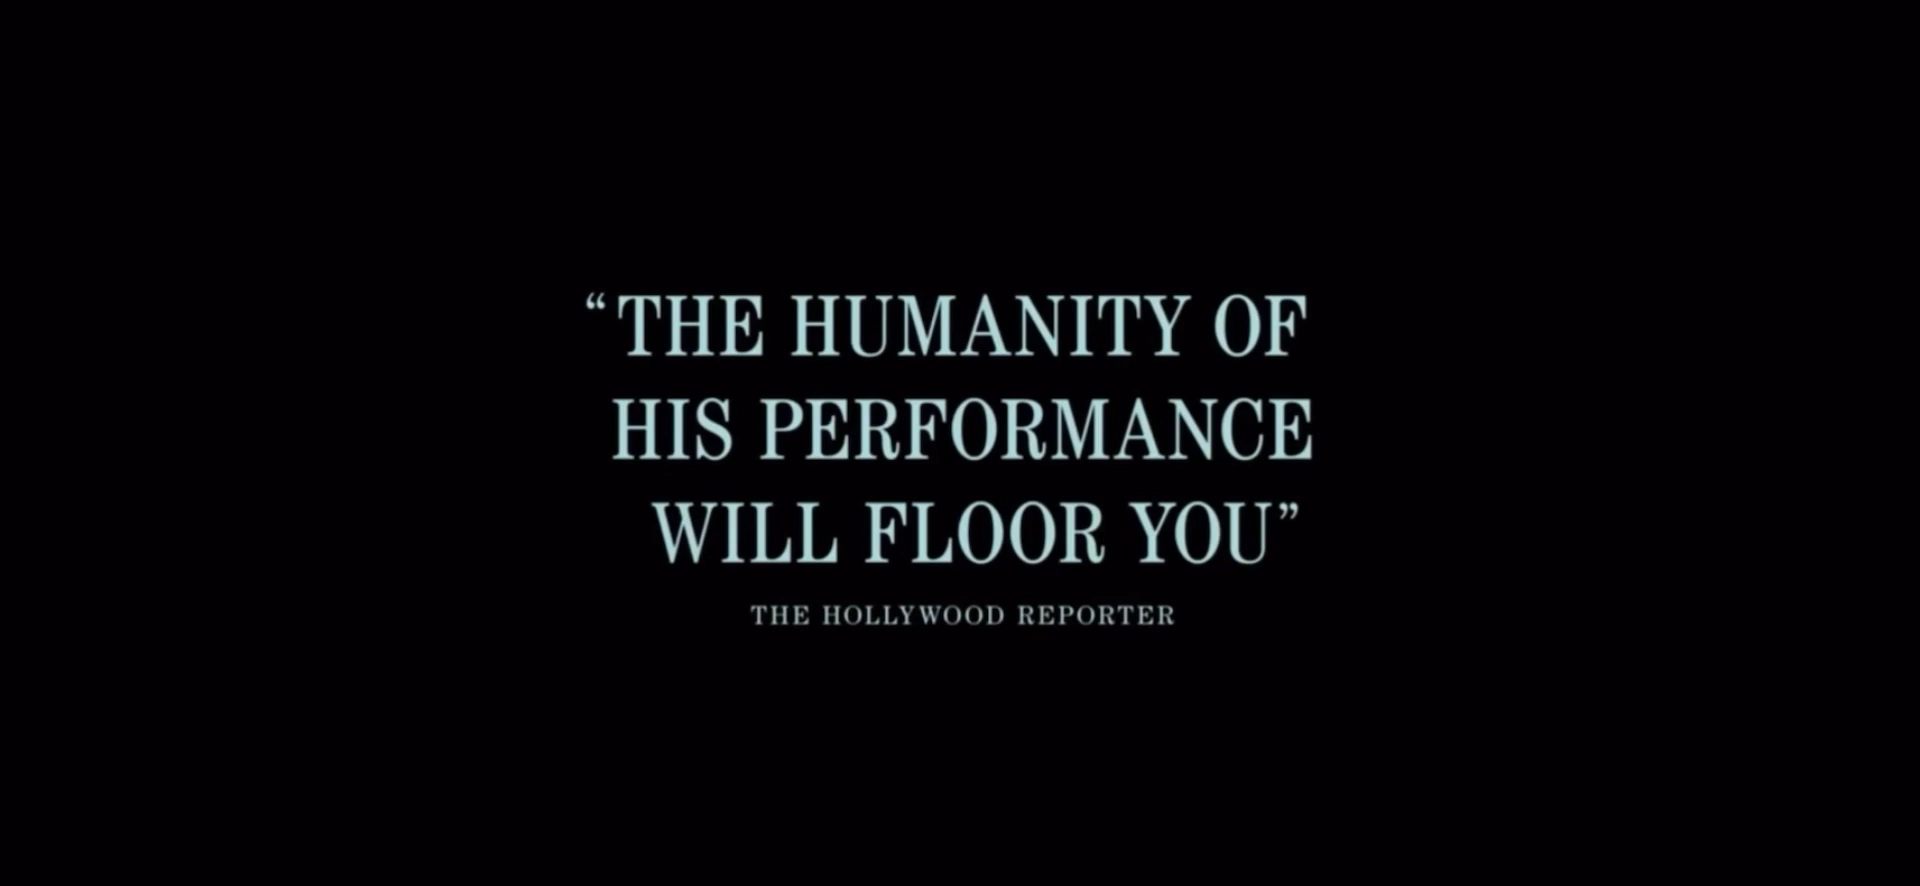 “THE HUMANITY OF
HIS PERFORMANCE
WILL FLOOR YOU”
THE HOLLYWOOD REPORTER